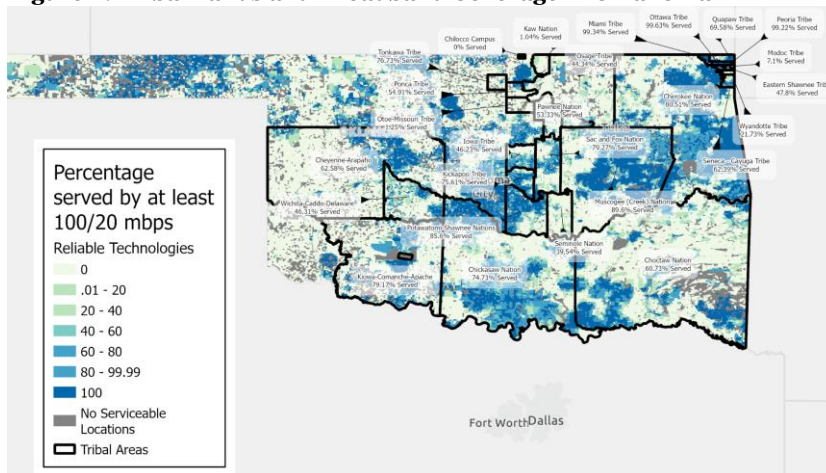 Chilocco Campus
0% Served
Kaw Nation
1.04% Served
Miami Tribe
99.34% Served
Ottawa Tribe
99.63% Served
Quapaw Tribe
69.58% Served
Peoria Tribe
99.22% Served
Tonkawa Tribe
76.73% Served
Osage Tribe
44.34% Served
Modoc Tribe
7.1% Served
Ponca Tribe
54.91% Served
Eastern Shawnee Trib
47.8% Served
Cherokee Nation
60.51% Served
Pawnee Nation
53.33% Served
Otoe-Missouri Tribe
Wyandotte Tribe
21.73% Served
Iowa Tribe
46.23% Served
Sac and Fox Nation
79.27% Served
Cheyenne-Arapaho
62.58% Served
Seneca-Cayuga Tribe
62.39% Served
Kickapoo Tribe
75.61% Served
Wichita-Caddo-Delaware
46.31% Served
Muscogee (Creek) Nation
89.6% Served
Potawatomi-Shawnee Nations
85.6% Served
Seminole Nation
Choctaw Nation
60.73% Served
Kiowa-Comanche-Apache
79.17% Served
Chickasaw Nation
74.73% Served
Percentage
served by at least
100/20 mbps
Reliable Technologies
0
.01 - 20
20 - 40
40 - 60
60 - 80
80 - 99.99
100
No Serviceable
Locations
Tribal Areas
Fort Worth
Dallas